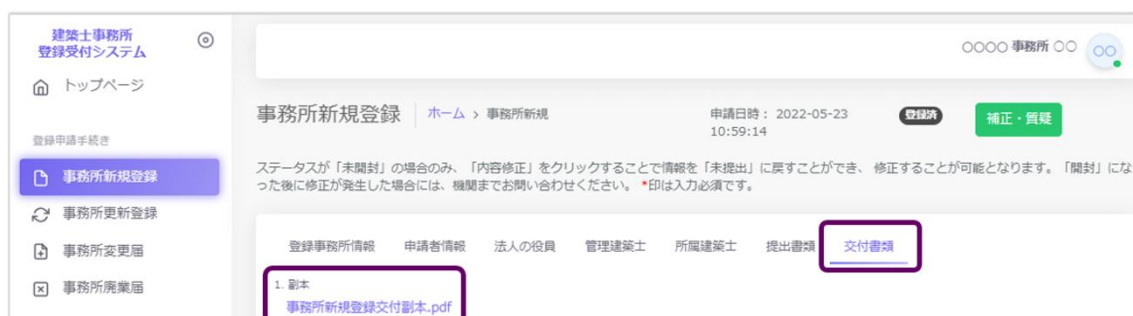 建築士事務所
登録受付システム
○○○○ 事務所 ○○
○○
トップページ
事務所新規登録
ホーム > 事務所新規
申請日時： 2022-05-23
10:59:14
登録済
補正・質疑
登録申請手続き
事務所新規登録
事務所更新登録
事務所変更届
事務所廃業届
ステータスが「未開封」の場合のみ、「内容修正」をクリックすることで情報を「未提出」に戻すことができ、 修正することが可能となります。「開封」にな
った後に修正が発生した場合には、機関までお問い合わせください。 *印は入力必須です。
登録事務所情報 申請者情報 法人の役員 管理建築士 所属建築士 提出書類 交付書類
1. 副本
事務所新規登録交付副本.pdf